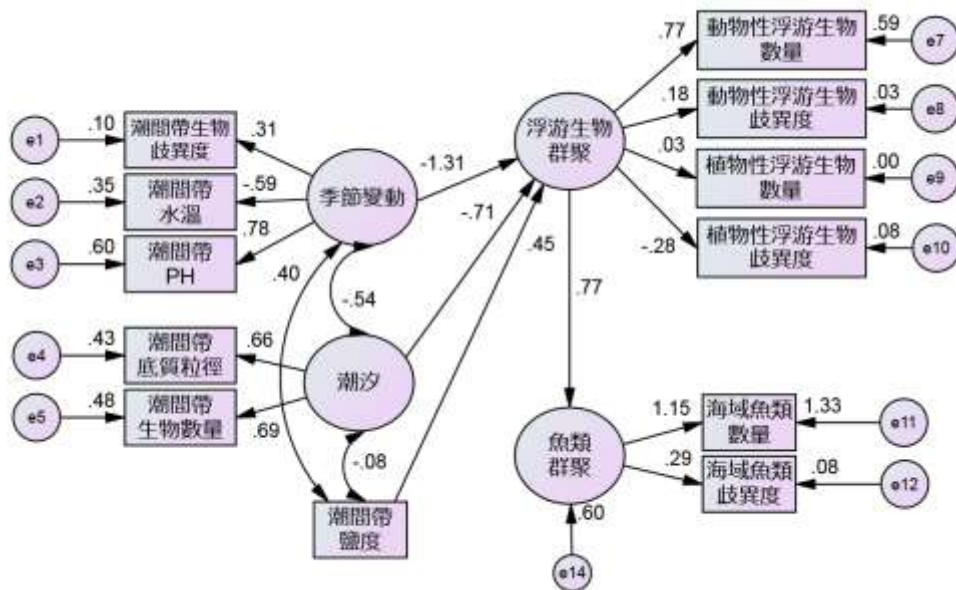 e1
.10
潮間帶生物
歧異度
.31
e2
.35
潮間帶
水溫
-.59
e3
.60
潮間帶
PH
.78
季節變動
-1.31
.40
-.54
e4
.43
潮間帶
底質粒徑
.66
e5
.48
潮間帶
生物數量
.69
潮汐
-.71
.45
-.08
潮間帶
鹽度
浮游生物
群聚
.77
動物性浮游生物
數量
.59
e7
.18
動物性浮游生物
歧異度
.03
e8
.03
植物性浮游生物
數量
.00
e9
-.28
植物性浮游生物
歧異度
.08
e10
.77
魚類
群聚
1.15
海域魚類
數量
1.33
e11
.29
海域魚類
歧異度
.08
e12
.60
e14